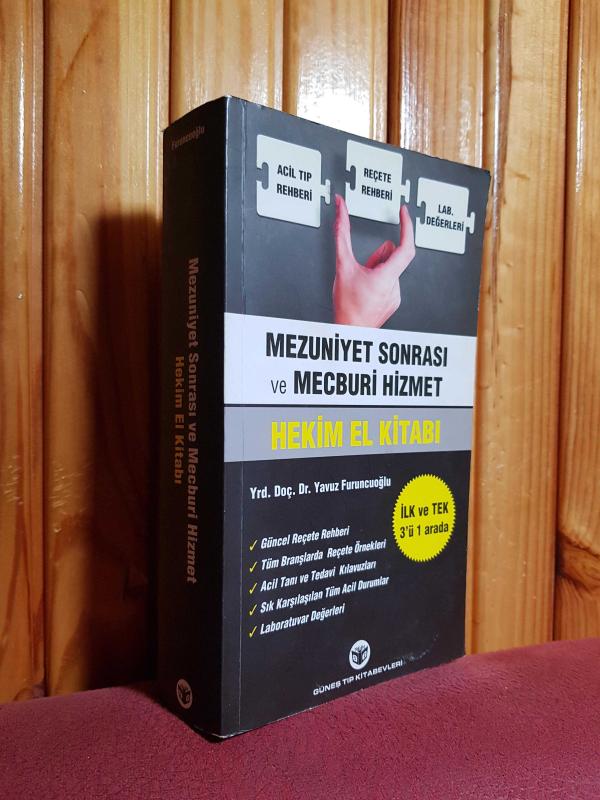 Furuncuoğlu
Mezuniyet Sonrası ve Mecburi Hizmet
Hekim El Kitabı
ACİL TIP
REHBERİ
REÇETE
REHBERİ
LAB.
DEĞERLERİ
MEZUNİYET SONRASI
ve MECBURİ HİZMET
HEKİM EL KİTABI
Yrd. Doç. Dr. Yavuz Furuncuoğlu
İLK ve TEK
3'ü 1 arada
✓ Güncel Reçete Rehberi
✓ Tüm Branşlarda Reçete Örnekleri
✓ Acil Tanı ve Tedavi Kılavuzları
✓ Sık Karşılaşılan Tüm Acil Durumlar
✓ Laboratuvar Değerleri
GÜNEŞ TIP KİTABEVLERİ